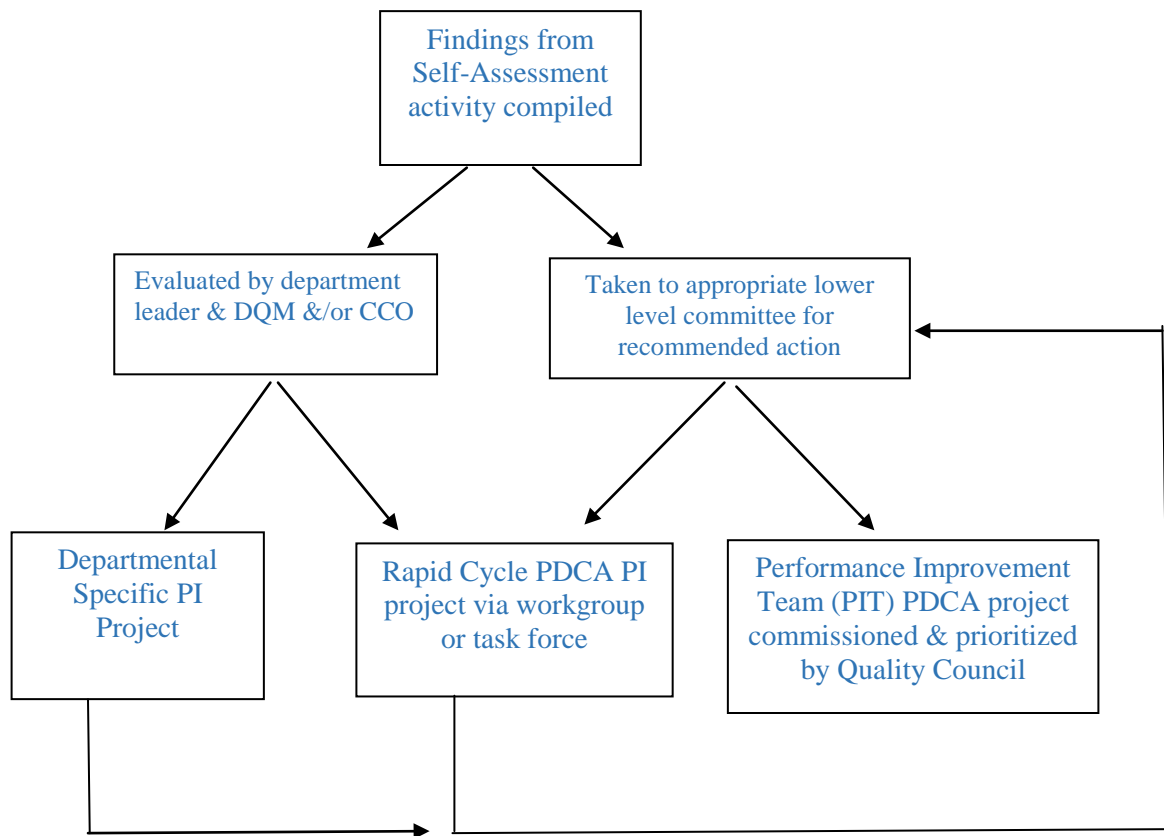 Findings from
Self-Assessment
activity compiled
Evaluated by department
leader & DQM &/or CCO
Taken to appropriate lower
level committee for
recommended action
Departmental
Specific PI
Project
Rapid Cycle PDCA PI
project via workgroup
or task force
Performance Improvement
Team (PIT) PDCA project
commissioned & prioritized
by Quality Council